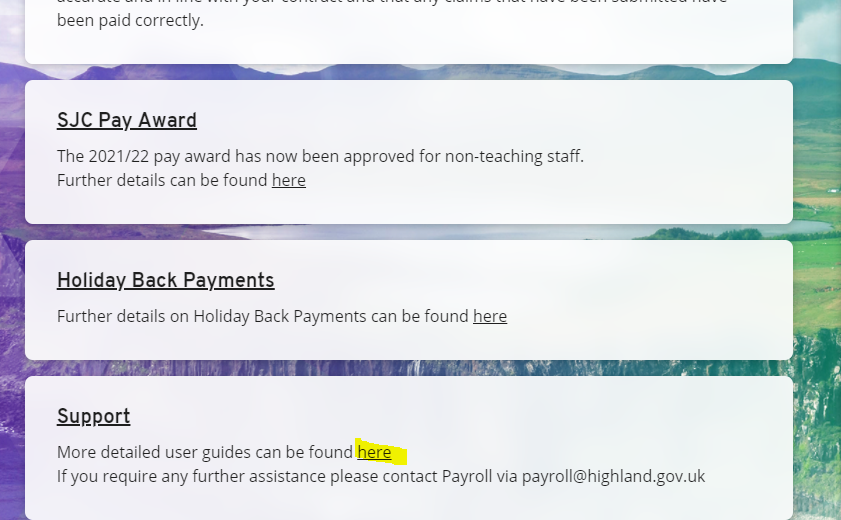 accurate and in line with your contract and that any claims that have been submitted have
been paid correctly.
SJC Pay Award
The 2021/22 pay award has now been approved for non-teaching staff.
Further details can be found here
Holiday Back Payments
Further details on Holiday Back Payments can be found here
Support
More detailed user guides can be found here
If you require any further assistance please contact Payroll via payroll@highland.gov.uk